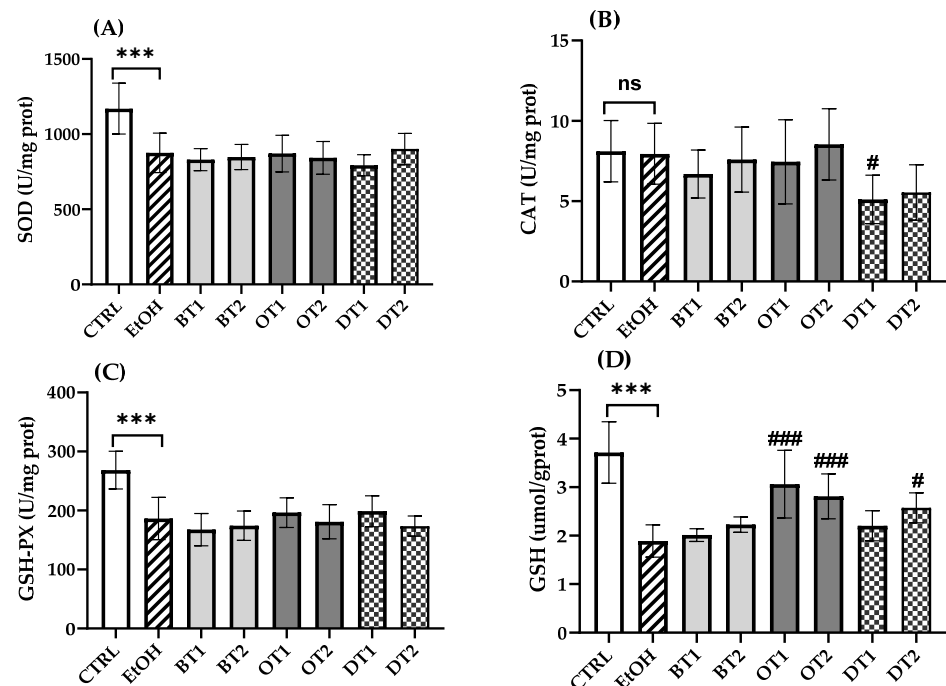 (A)
SOD (U/mg prot)
1500
1000
500
0
***
CTRL
EtOH
BT1
BT2
OT1
OT2
DT1
DT2
(B)
CAT (U/mg prot)
15
10
5
0
ns
#
CTRL
EtOH
BT1
BT2
OT1
OT2
DT1
DT2
(C)
GSH-PX (U/mg prot)
400
300
200
100
0
***
CTRL
EtOH
BT1
BT2
OT1
OT2
DT1
DT2
(D)
GSH (umol/gprot)
5
4
3
2
1
0
***
###
###
#
CTRL
EtOH
BT1
BT2
OT1
OT2
DT1
DT2